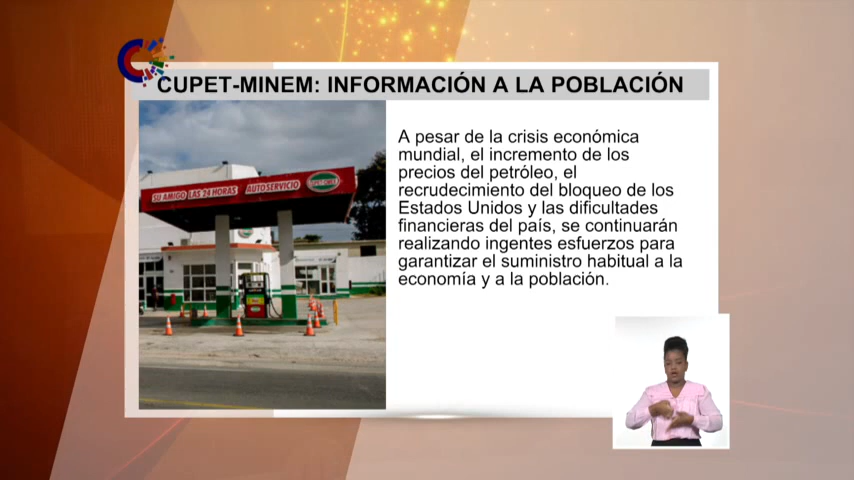 CUPET-MINEM: INFORMACIÓN A LA POBLACIÓN
SU AMIGO LAS 24 HORAS AUTOSERVICIO
A pesar de la crisis económica
mundial, el incremento de los
precios del petróleo, el
recrudecimiento del bloqueo de los
Estados Unidos y las dificultades
financieras del país, se continuarán
realizando ingentes esfuerzos para
garantizar el suministro habitual a la
economía y a la población.